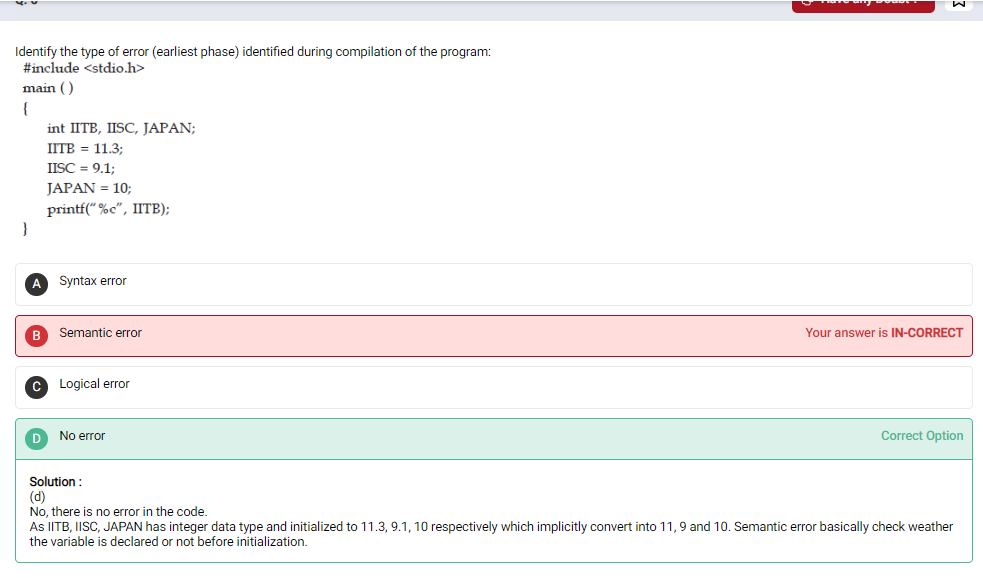 Identify the type of error (earliest phase) identified during compilation of the program:
#include <stdio.h>
main ( )
{
int IITB, IISC, JAPAN;
IITB = 11.3;
IISC = 9.1;
JAPAN = 10;
printf("%c", IITB);
}
A Syntax error
B Semantic error Your answer is IN-CORRECT
C Logical error
D No error Correct Option
Solution :
(d)
No, there is no error in the code.
As IITB, IISC, JAPAN has integer data type and initialized to 11.3, 9.1, 10 respectively which implicitly convert into 11, 9 and 10. Semantic error basically check weather
the variable is declared or not before initialization.